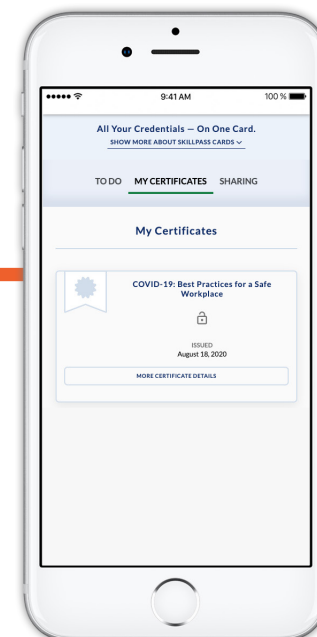 9:41 AM
100 %
All Your Credentials — On One Card.
SHOW MORE ABOUT SKILLPASS CARDS
TO DO MY CERTIFICATES SHARING
My Certificates
COVID-19: Best Practices for a Safe
Workplace
ISSUED
August 18, 2020
MORE CERTIFICATE DETAILS